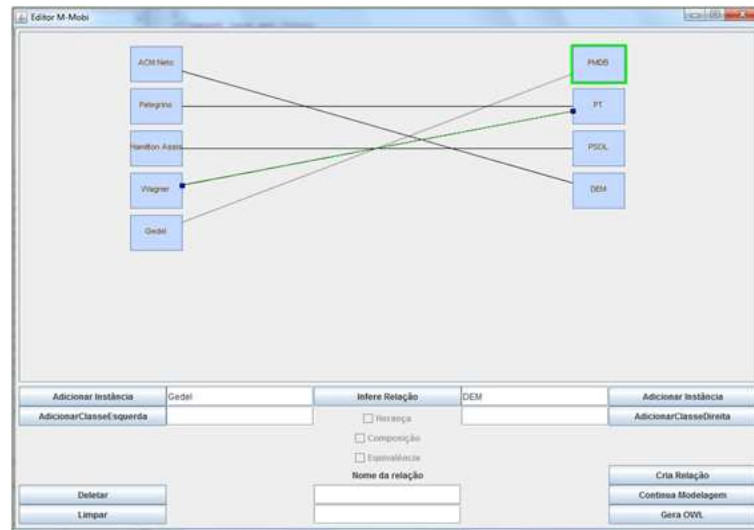 Editor M-Mobi
ACM Neto PMDB
Pelegrino PT
Hamilton Assis PSOL
Wagner DEM
Gedel
Adicionar Instância Gedel Infere Relação DEM Adicionar Instância
AdicionarClasseEsquerda Herança AdicionarClasseDireita
Composição
Equivalência
Nome da relação Cria Relação
Deletar Continua Modelagem
Limpar Gera OWL